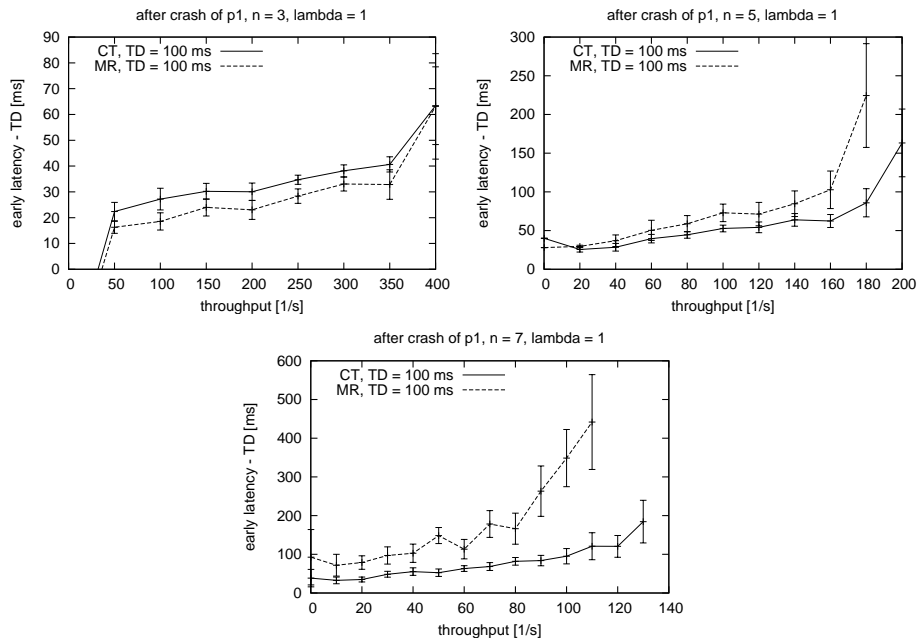 after crash of p1, n = 3, lambda = 1
early latency - TD [ms]
90
80
70
60
50
40
30
20
10
0
CT, TD = 100 ms
MR, TD = 100 ms
0 50 100 150 200 250 300 350 400
throughput [1/s]
after crash of p1, n = 5, lambda = 1
early latency - TD [ms]
300
250
200
150
100
50
0
CT, TD = 100 ms
MR, TD = 100 ms
0 20 40 60 80 100 120 140 160 180 200
throughput [1/s]
after crash of p1, n = 7, lambda = 1
early latency - TD [ms]
600
500
400
300
200
100
0
CT, TD = 100 ms
MR, TD = 100 ms
0 20 40 60 80 100 120 140
throughput [1/s]